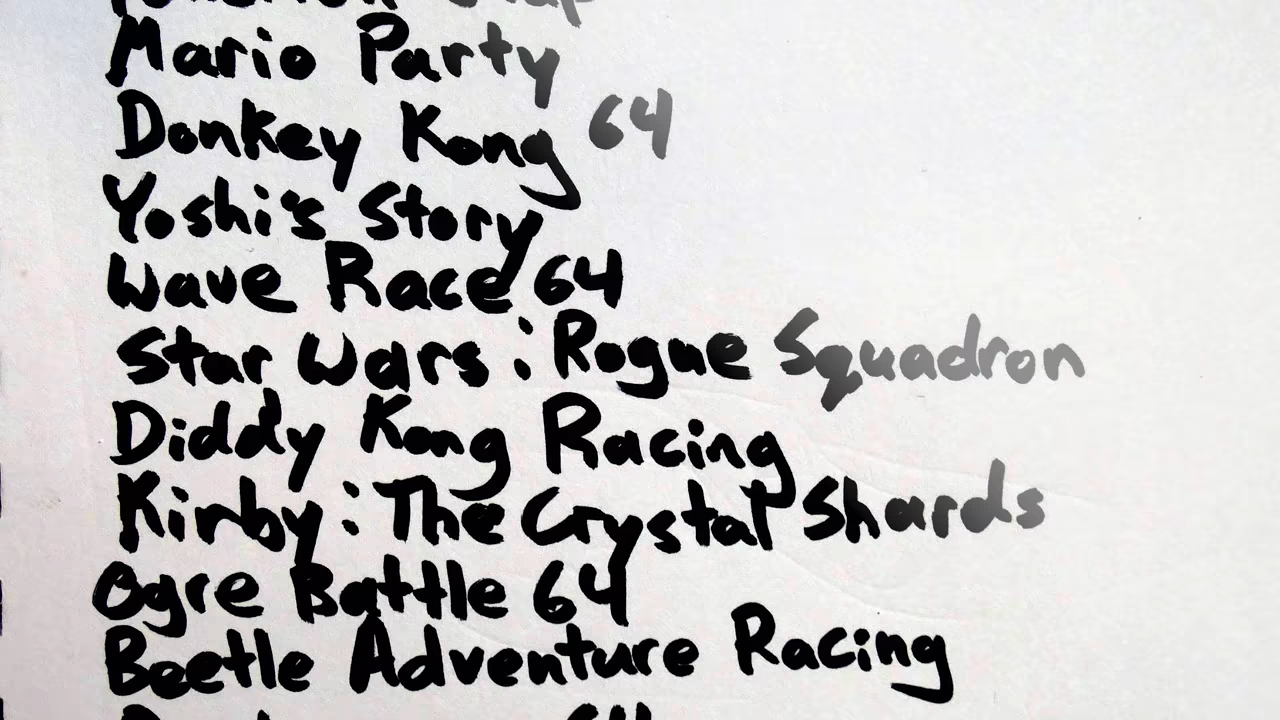 Mario Party
Donkey Kong 64
Yoshi's Story
Wave Race 64
Star Wars: Rogue Squadron
Diddy Kong Racing
Kirby: The Crystal Shards
Ogre Battle 64
Beetle Adventure Racing
64